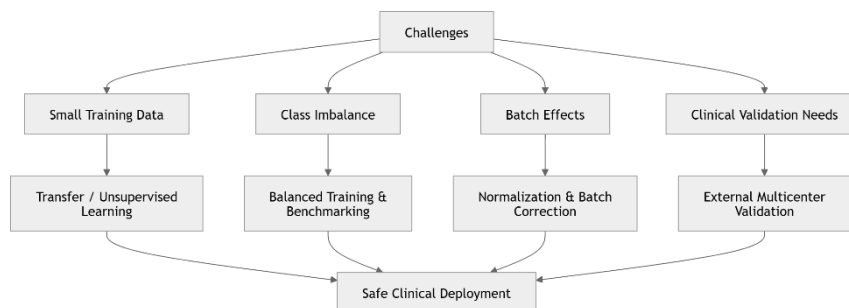 Challenges
Small Training Data
Class Imbalance
Batch Effects
Clinical Validation Needs
Transfer / Unsupervised
Learning
Balanced Training &
Benchmarking
Normalization & Batch
Correction
External Multicenter
Validation
Safe Clinical Deployment